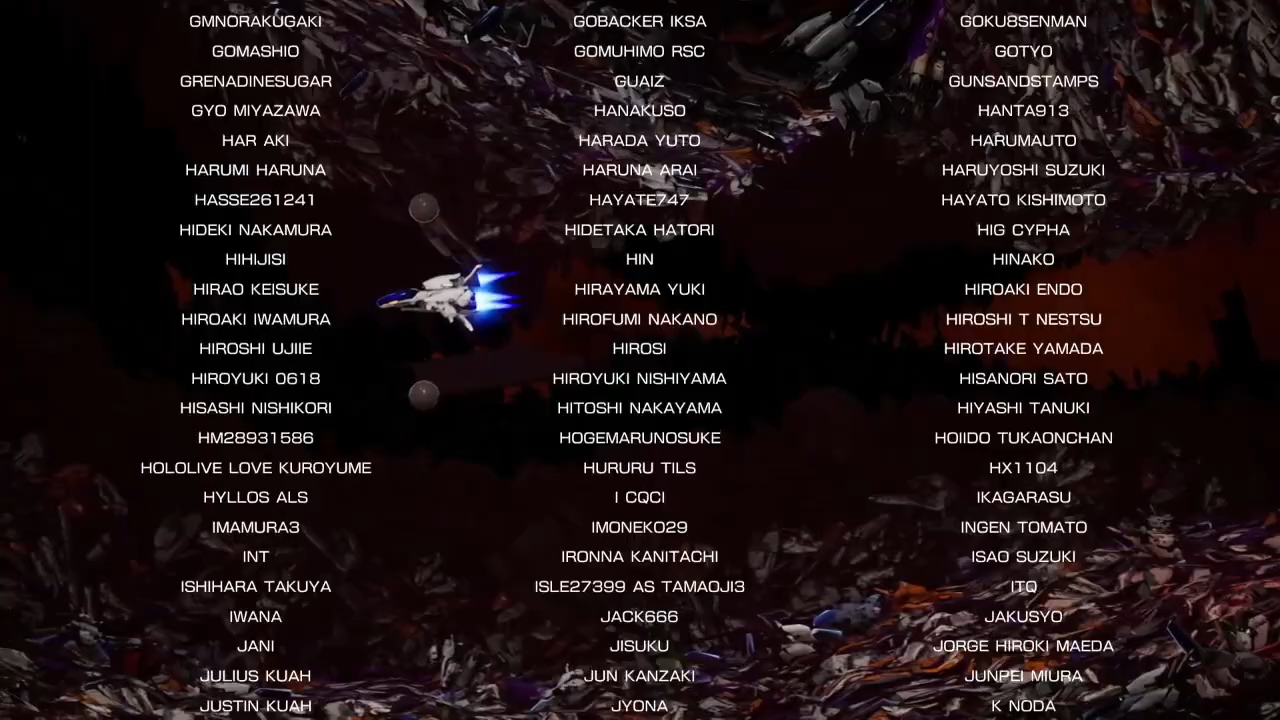 GMNORAKUGAKI GOBACKER IKSA GOKU8SENMAN
GOMASHIO GOMUHIMO RSC GOTYO
GRENADINESUGAR GUAIZ GUNSANDSTAMPS
GYO MIYAZAWA HANAKUSO HANTA913
HAR AKI HARADA YUTO HARUMAUTO
HARUMI HARUNA HARUNA ARAI HARUYOSHI SUZUKI
HASSE261241 HAYATE747 HAYATO KISHIMOTO
HIDEKI NAKAMURA HIDETAKA HATORI HIG CYPHA
HIHIJISI HIN HINAKO
HIRAO KEISUKE HIRAYAMA YUKI HIROAKI ENDO
HIROAKI IWAMURA HIROFUMI NAKANO HIROSHI T NESTSU
HIROSHI UJIIE HIROSI HIROTAKE YAMADA
HIROYUKI 0618 HIROYUKI NISHIYAMA HISANORI SATO
HISASHI NISHIKORI HITOSHI NAKAYAMA HIYASHI TANUKI
HM28931586 HOGEMARUNOSUKE HOIIDO TUKAONCHAN
HOLOLIVE LOVE KUROYUME HURURU TILS HX1104
HYLLOS ALS I CQCI IKAGARASU
IMAMURA3 IMONEKO29 INGEN TOMATO
INT IRONNA KANITACHI ISAO SUZUKI
ISHIHARA TAKUYA ISLE27399 AS TAMAOJI3 ITQ
IWANA JACK666 JAKUSYO
JANI JISUKU JORGE HIROKI MAEDA
JULIUS KUAH JUN KANZAKI JUNPEI MIURA
JUSTIN KUAH JYONA K NODA